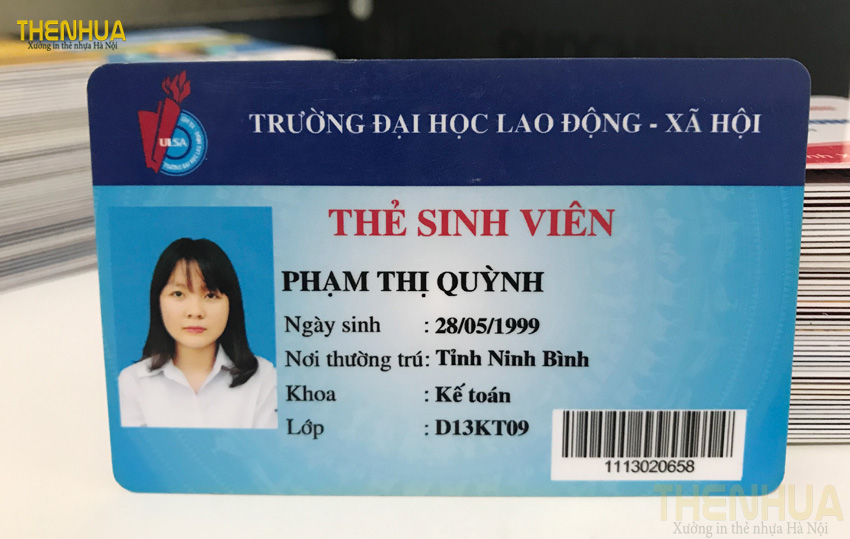 THENHUA
Xưởng in thẻ nhựa Hà Nội
TRƯỜNG ĐẠI HỌC LAO ĐỘNG - XÃ HỘI
ULSA
THẺ SINH VIÊN
PHẠM THỊ QUỲNH
Ngày sinh : 28/05/1999
Nơi thường trú: Tỉnh Ninh Bình
Khoa : Kế toán
Lớp : D13KT09
1113020658
THENHUA
Xưởng in thẻ nhựa Hà Nội